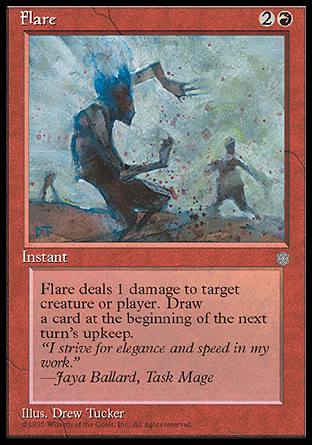 Flare 2
DT
Instant
Flare deals 1 damage to target
creature or player. Draw
a card at the beginning of the next
turn's upkeep.
"I strive for elegance and speed in my
work."
—Jaya Ballard, Task Mage
Illus. Drew Tucker
©1995 Wizards of the Coast, Inc. All rights reserved.